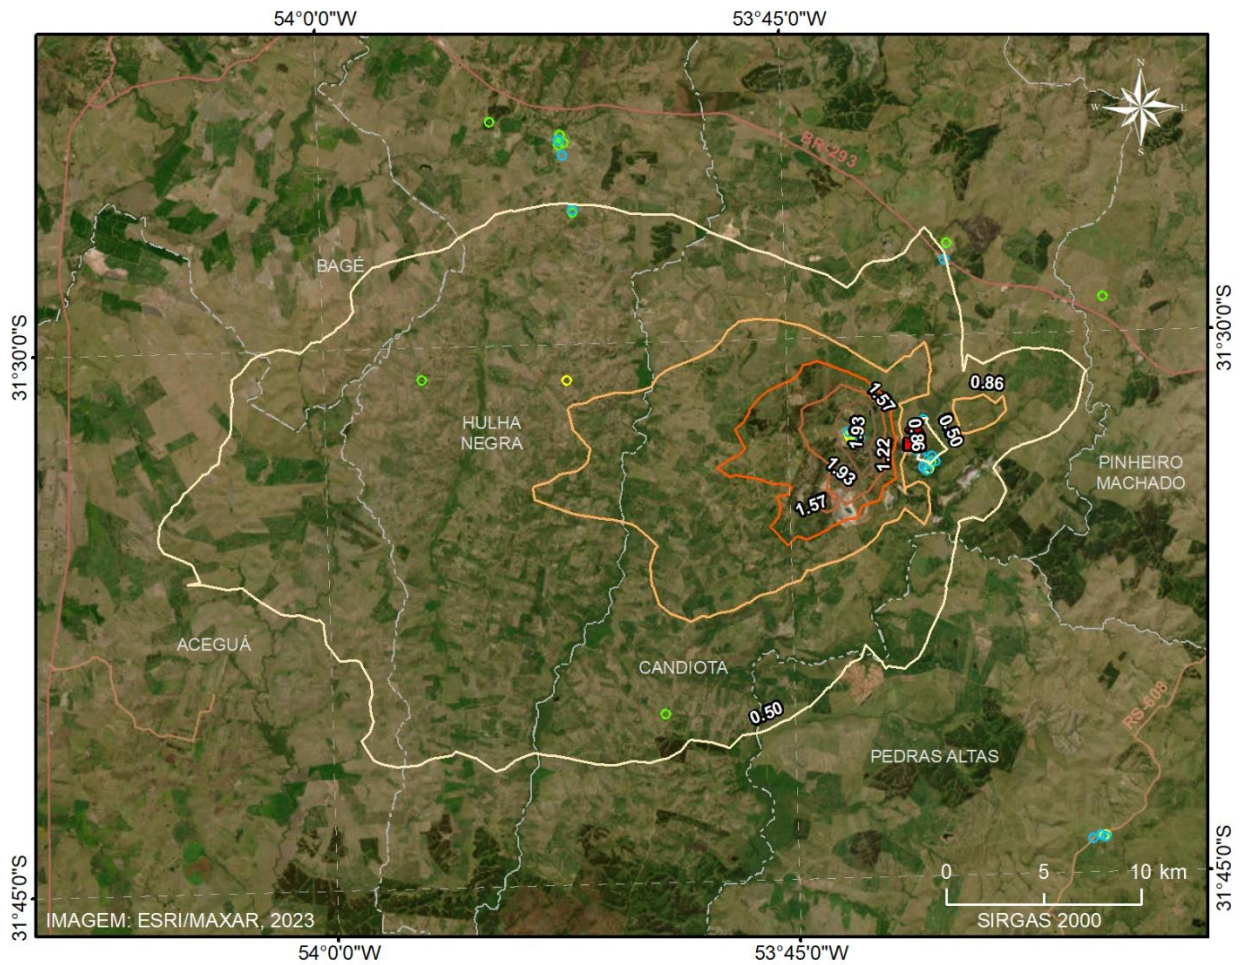 54°0'0"W
53°45'0"W
N
W
E
S
BR-293
BAGÉ
31°30'0"S
31°30'0"S
0.86
1.57
HULHA
NEGRA
1.93
0.50
0.86
1.22
PINHEIRO
MACHADO
1.93
1.57
ACEGUÁ
CANDIOTA
RS-608
0.50
PEDRAS ALTAS
31°45'0"S
31°45'0"S
0
5
10 km
IMAGEM: ESRI/MAXAR, 2023
SIRGAS 2000
54°0'0"W
53°45'0"W